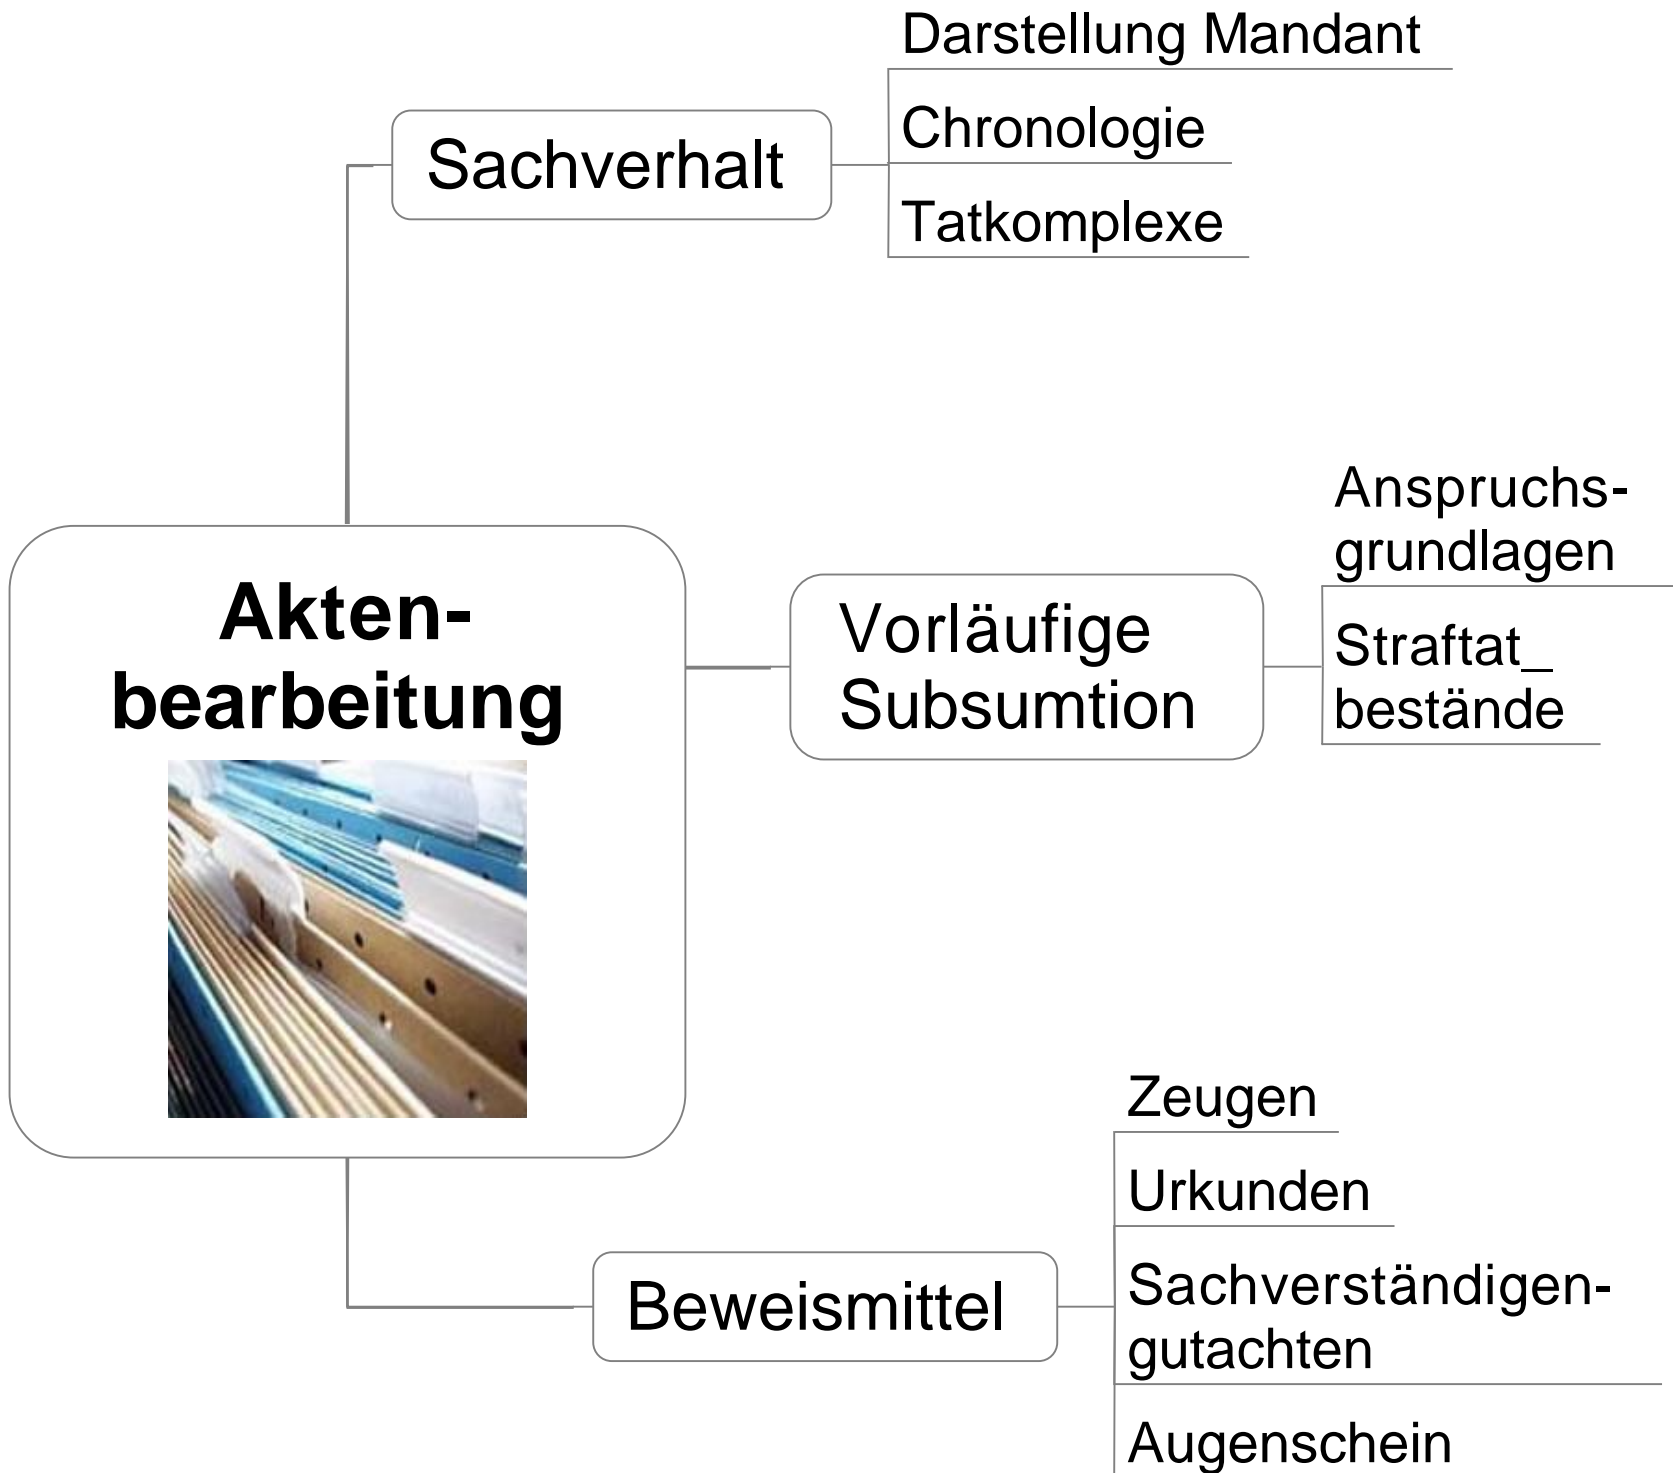 Darstellung Mandant
Chronologie
Tatkomplexe
Sachverhalt
Akten-
bearbeitung
Vorläufige
Subsumtion
Anspruchs-
grundlagen
Straftat_
bestände
Beweismittel
Zeugen
Urkunden
Sachverständigen-
gutachten
Augenschein